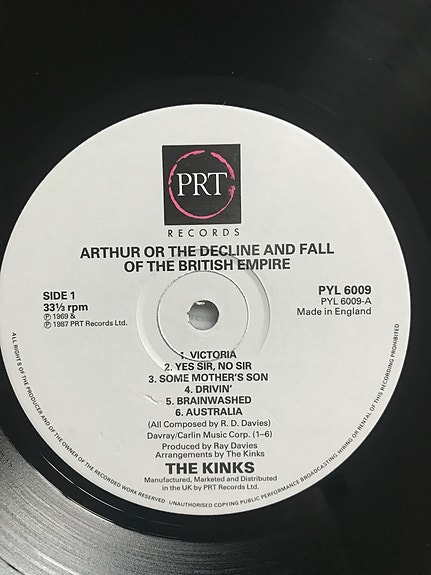 PRT
RECORDS
ARTHUR OR THE DECLINE AND FALL
OF THE BRITISH EMPIRE
SIDE 1
33⅓ rpm
℗ 1969 &
℗ 1987 PRT Records Ltd.
PYL 6009
PYL 6009-A
Made in England
1. VICTORIA
2. YES SIR, NO SIR
3. SOME MOTHER'S SON
4. DRIVIN'
5. BRAINWASHED
6. AUSTRALIA
(All Composed by R. D. Davies)
Davray/Carlin Music Corp. (1–6)
Produced by Ray Davies
Arrangements by The Kinks
THE KINKS
Manufactured, Marketed and Distributed
in the UK by PRT Records Ltd.
ALL RIGHTS OF THE PRODUCER AND OF THE OWNER OF THE RECORDED WORK RESERVED UNAUTHORISED COPYING PUBLIC PERFORMANCE BROADCASTING HIRING OR RENTAL OF THIS RECORDING PROHIBITED